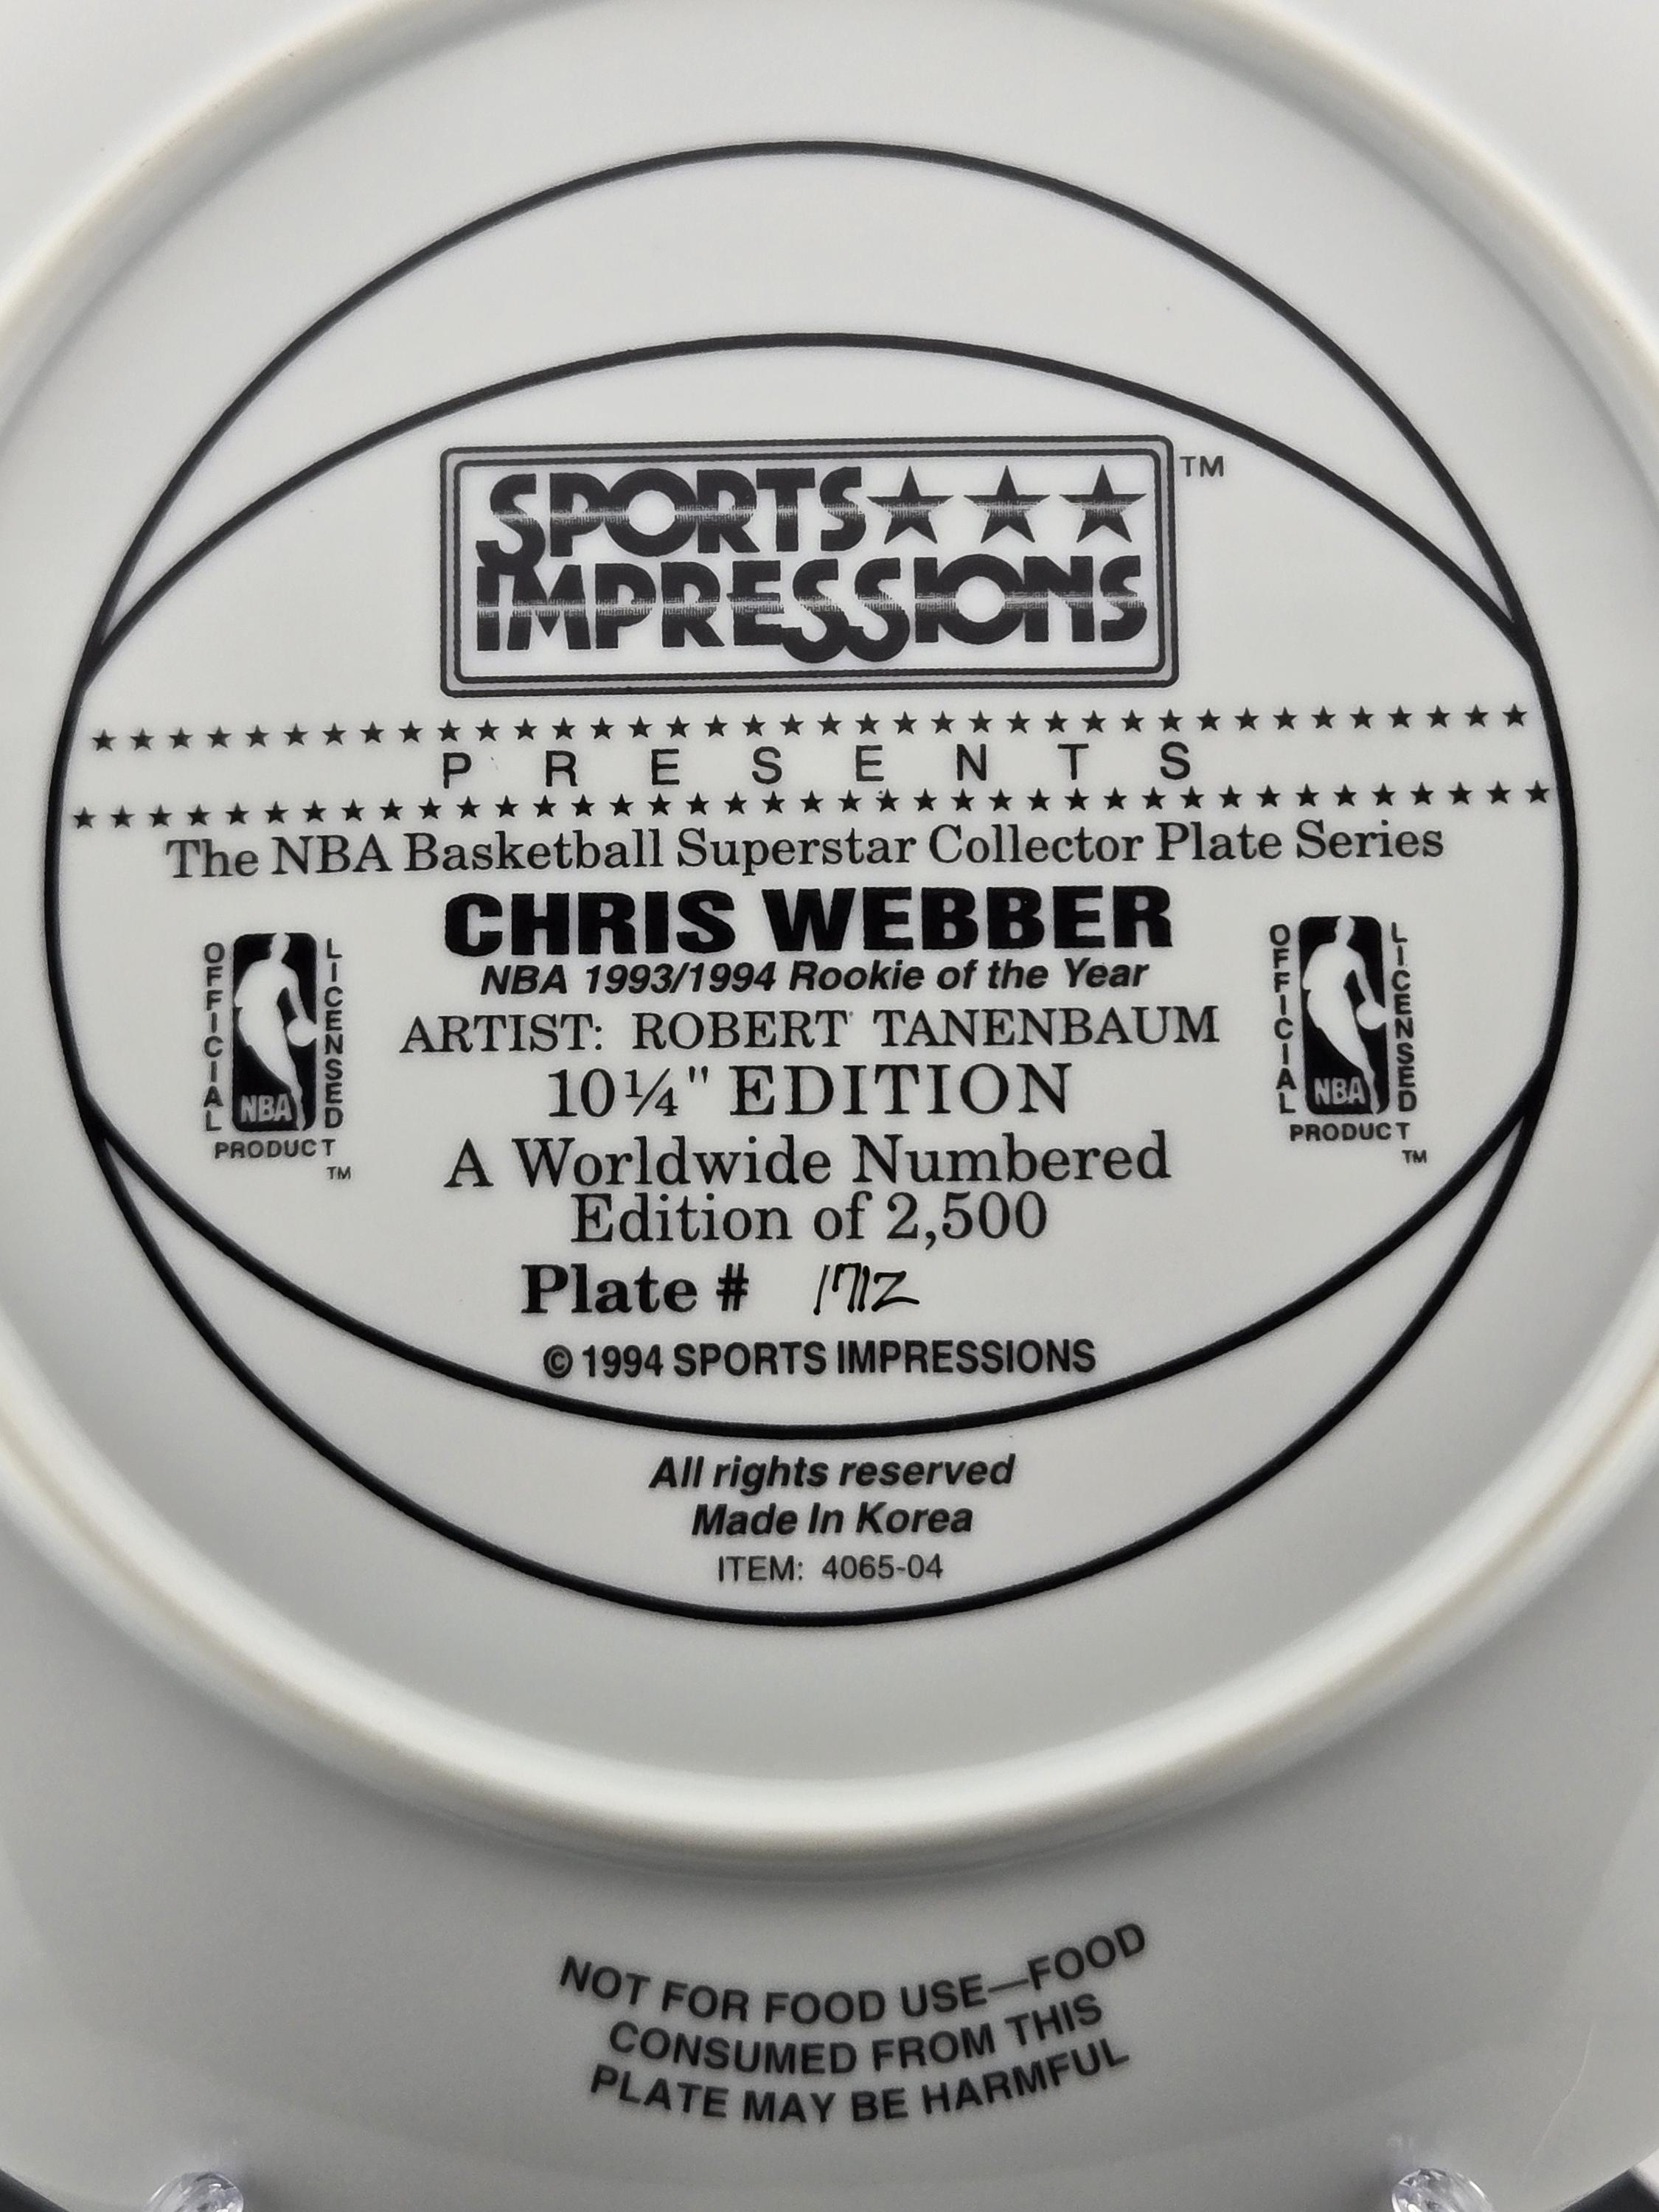 SPORTS★★★ TM
IMPRESSIONS
PRESENTS
The NBA Basketball Superstar Collector Plate Series
CHRIS WEBBER
NBA 1993/1994 Rookie of the Year
ARTIST: ROBERT TANENBAUM
10¼" EDITION
A Worldwide Numbered
Edition of 2,500
Plate # 1712
© 1994 SPORTS IMPRESSIONS
OFFICIAL
NBA
LICENSED
PRODUCT
TM
OFFICIAL
NBA
LICENSED
PRODUCT
TM
All rights reserved
Made In Korea
ITEM: 4065-04
NOT FOR FOOD USE—FOOD
CONSUMED FROM THIS
PLATE MAY BE HARMFUL